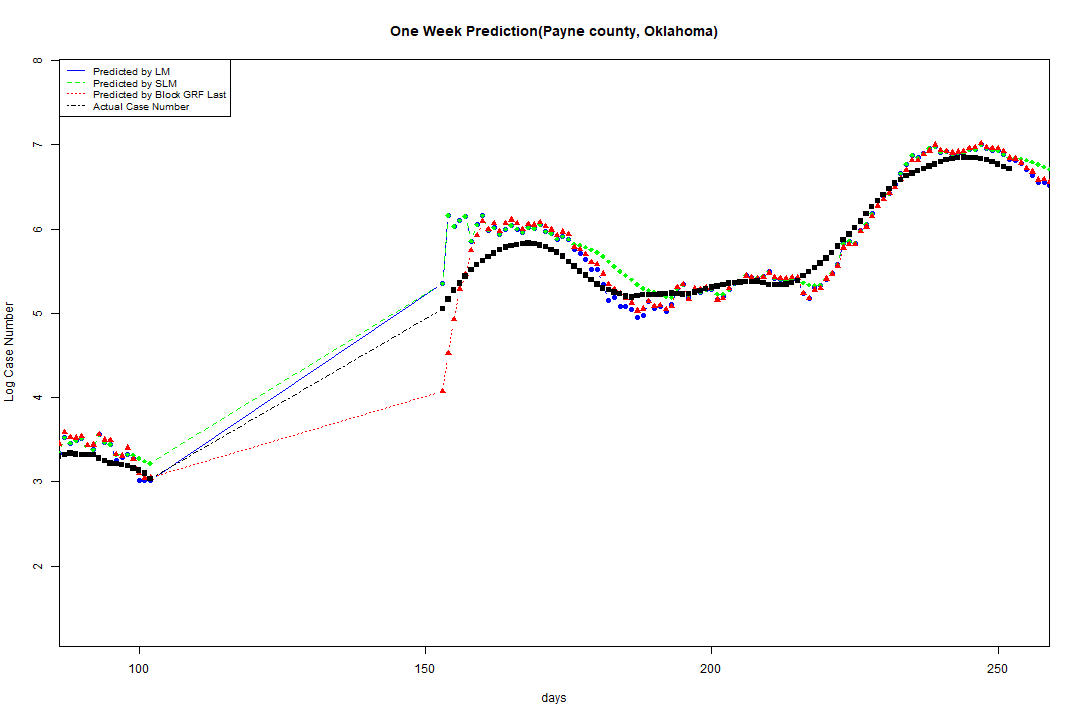 One Week Prediction(Payne county, Oklahoma)
Predicted by LM
Predicted by SLM
Predicted by Block GRF Last
Actual Case Number
8
7
6
5
4
3
2
Log Case Number
100 150 200 250
days